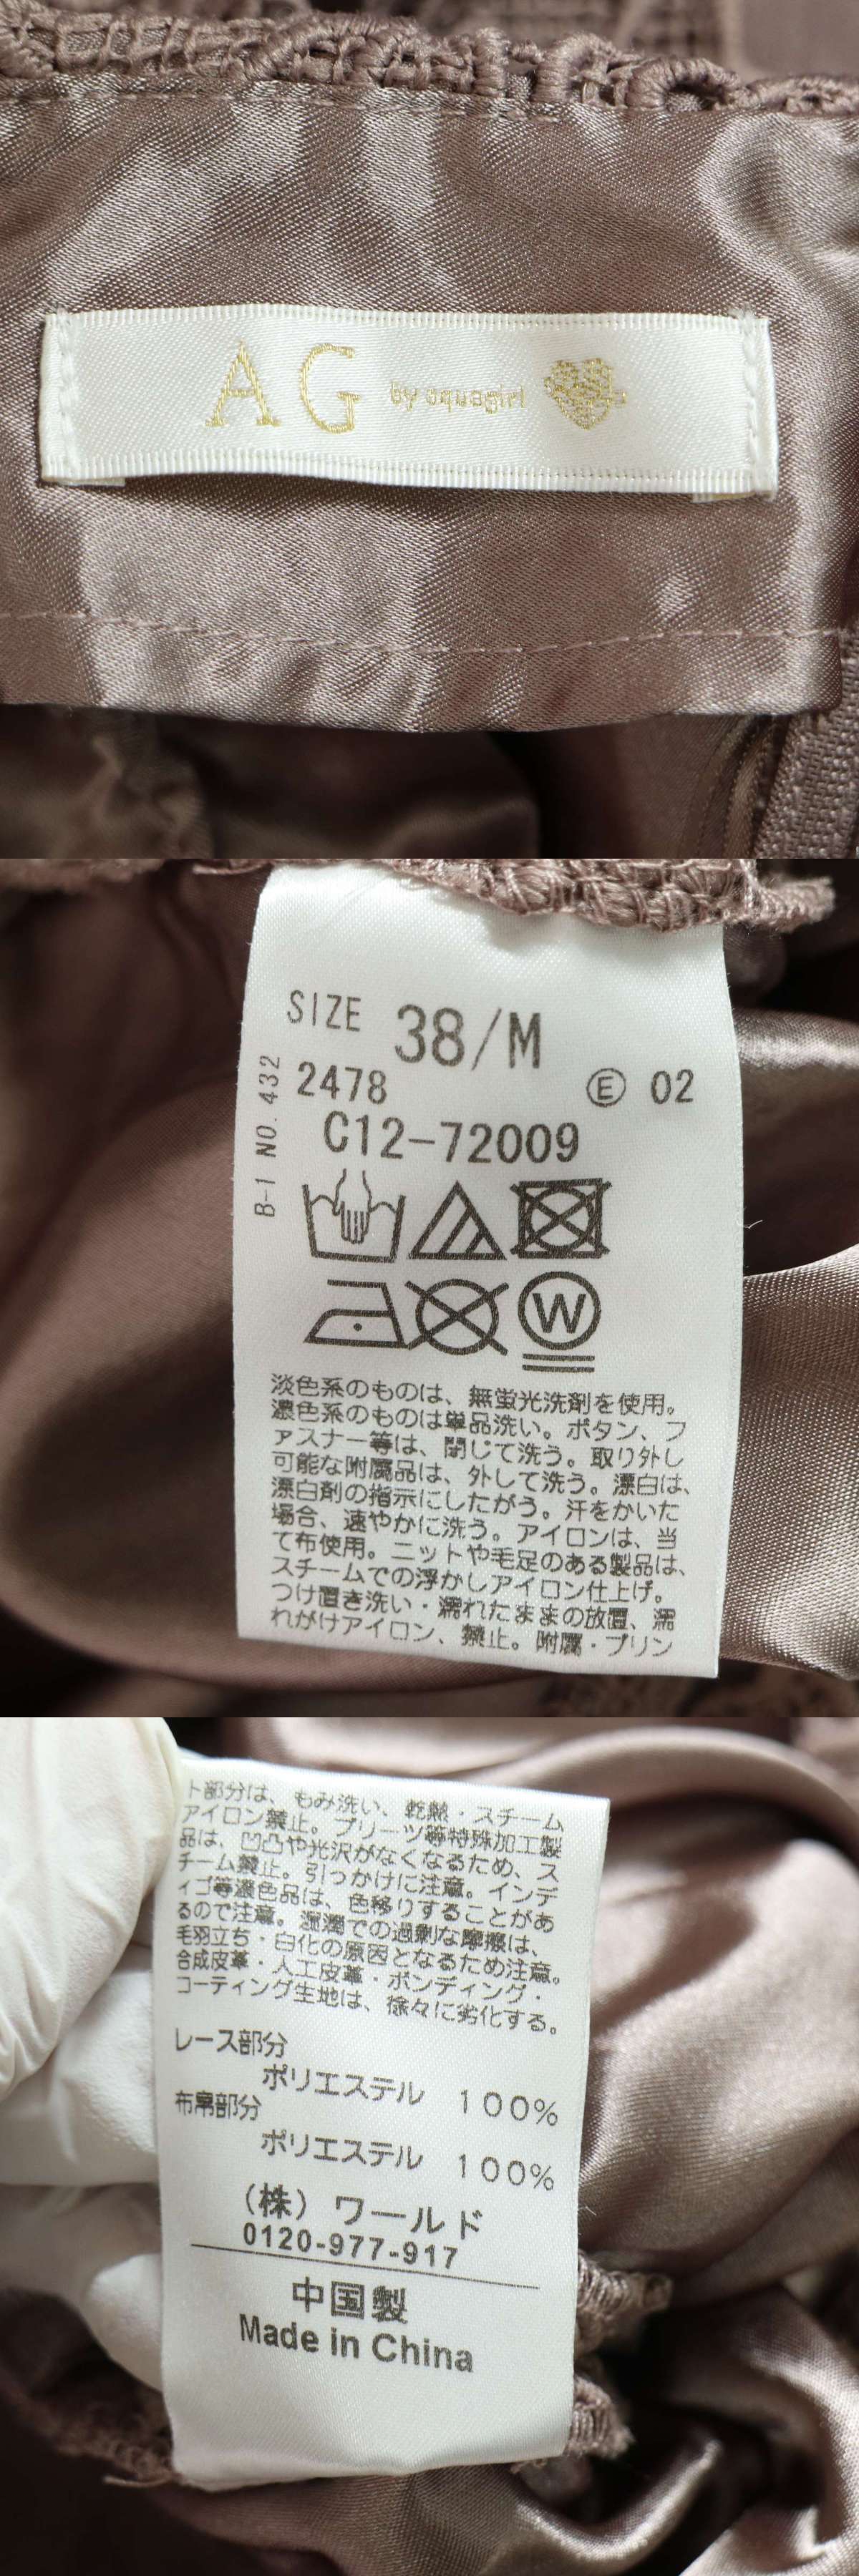 AG by aquagirl
SIZE 38/M
2478 Ⓔ 02
C12-72009
B-1 NO. 432
W
淡色系のものは、無蛍光洗剤を使用。
濃色系のものは単品洗い。ボタン、フ
ァスナー等は、閉じて洗う。取り外し
可能な附属品は、外して洗う。漂白は、
漂白剤の指示にしたがう。汗をかいた
場合、速やかに洗う。アイロンは、当
て布使用。ニットや毛足のある製品は、
スチームでの浮かしアイロン仕上げ。
つけ置き洗い・濡れたままの放置、濡
れがけアイロン、禁止。附属・プリン
ト部分は、もみ洗い、乾熱・スチーム
アイロン禁止。プリーツ等特殊加工製
品は、凹凸や光沢がなくなるため、ス
チーム禁止。引っかけに注意。インデ
ィゴ等濃色品は、色移りすることがあ
るので注意。湿潤での過剰な摩擦は、
毛羽立ち・白化の原因となるため注意。
合成皮革・人工皮革・ボンディング・
コーティング生地は、徐々に劣化する。
レース部分
ポリエステル 100%
布帛部分
ポリエステル 100%
（株）ワールド
0120-977-917
中国製
Made in China